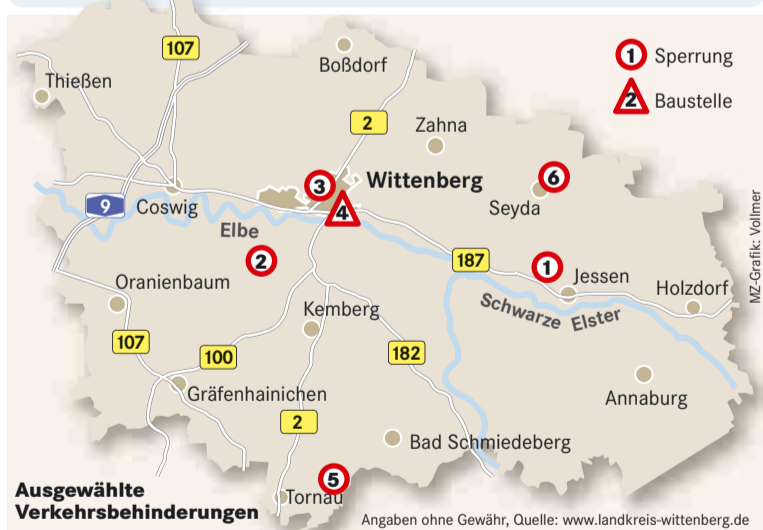 107
Boßdorf
1 Sperrung
Thießen
2 Baustelle
2
Zahna
3
Wittenberg
6
9
Coswig
4
Seyda
Elbe
2
187
1
Jessen
Oranienbaum
Holzdorf
Schwarze Elster
Kemberg
107
100
182
Gräfenhainichen
Annaburg
2
Bad Schmiedeberg
5
Tornau
Ausgewählte
Verkehrsbehinderungen
Angaben ohne Gewähr, Quelle: www.landkreis-wittenberg.de
MZ-Grafik: Vollmer